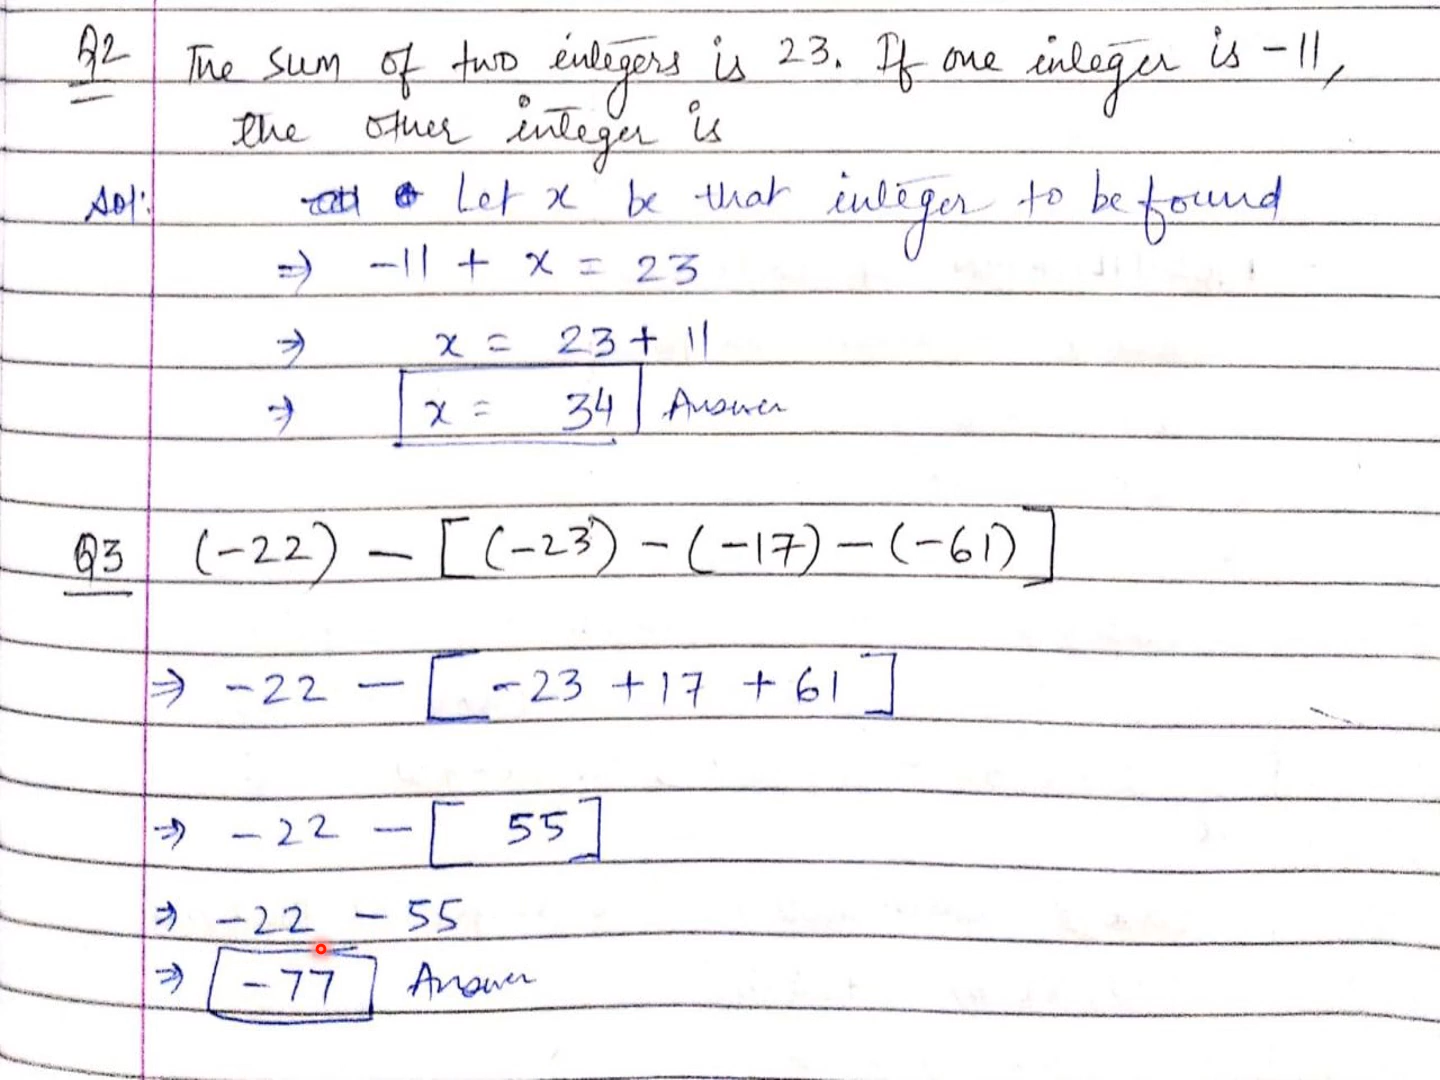 Q2 The sum of two integers is 23. If one integer is -11,
the other integer is
Sol: Let x be that integer to be found
⇒ -11 + x = 23
⇒ x = 23 + 11
⇒ x = 34 Answer
Q3 (-22) - [(-23) - (-17) - (-61)]
⇒ -22 - [-23 + 17 + 61]
⇒ -22 - [55]
⇒ -22 - 55
⇒ -77 Answer